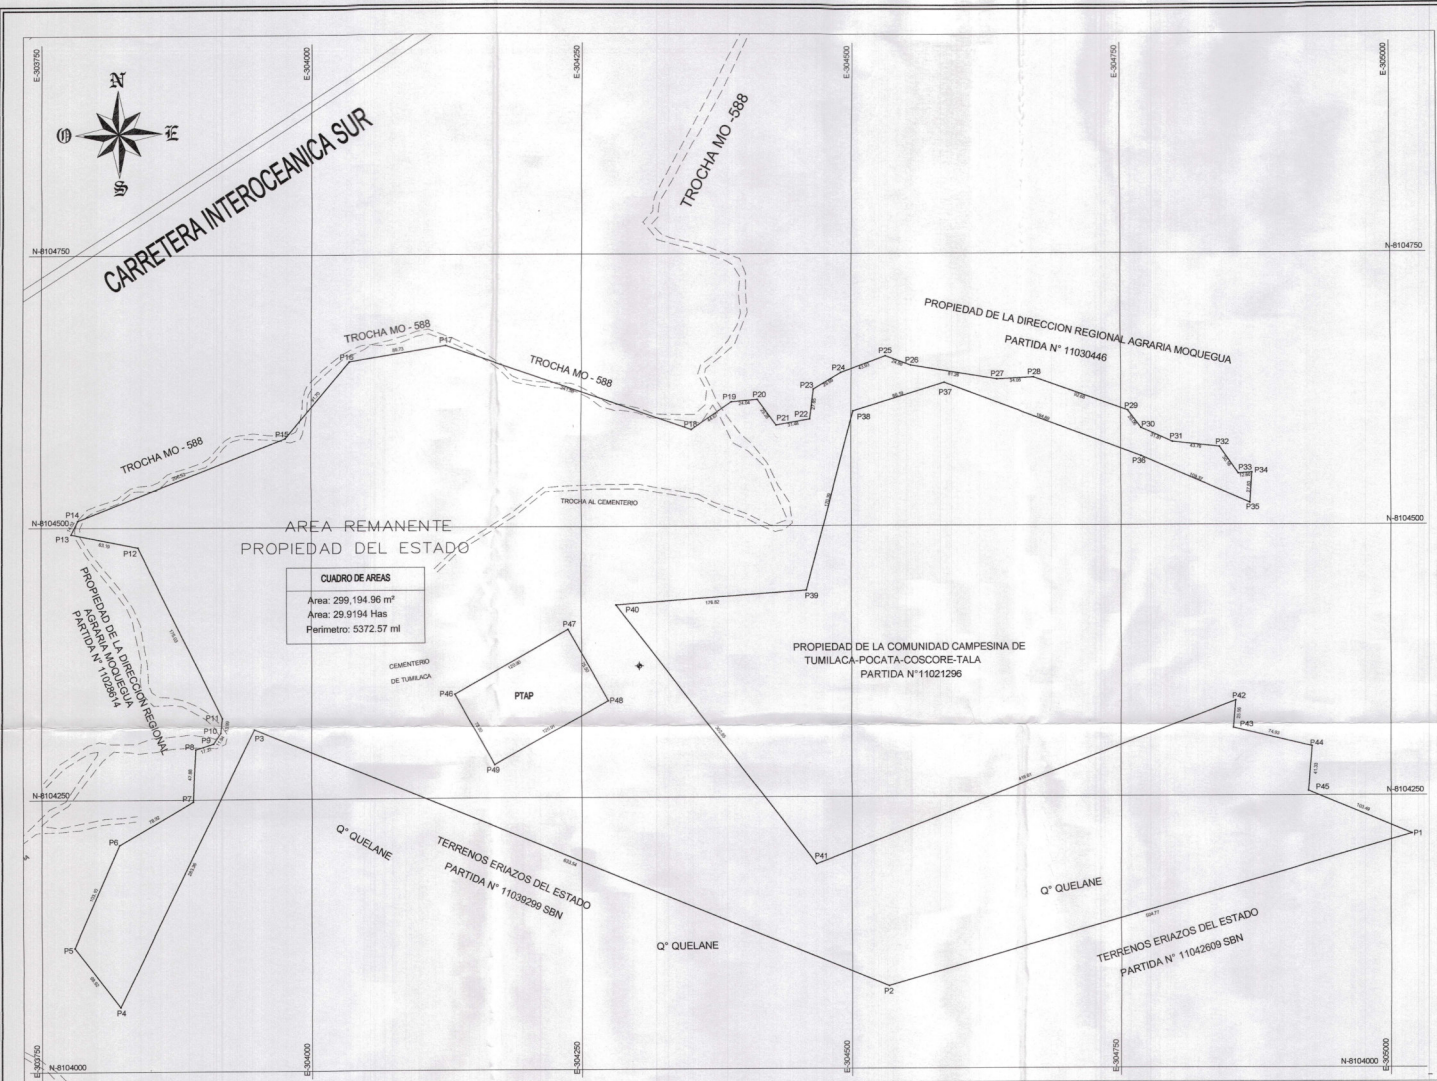 E-303750
E-304000
E-304250
E-304500
E-304750
E-305000
N
O
E
S
CARRETERA INTEROCEANICA SUR
TROCHA MO -588
N-8104750
N-8104750
PROPIEDAD DE LA DIRECCION REGIONAL AGRARIA MOQUEGUA
PARTIDA N° 11030446
TROCHA MO - 588
P17
P16
TROCHA MO - 588
P25
P24
P26
P27
P28
P23
P37
P19
P20
P38
P29
P22
P21
P18
P30
P15
P31
P32
TROCHA MO - 588
P36
P33
P34
P35
TROCHA AL CEMENTERIO
P14
N-8104500
N-8104500
P13
P12
AREA REMANENTE
PROPIEDAD DEL ESTADO
CUADRO DE AREAS
Area: 299,194.96 m²
Area: 29.9194 Has
Perimetro: 5372.57 ml
PROPIEDAD DE LA DIRECCION REGIONAL
AGRARIA MOQUEGUA
PARTIDA N° 11028614
P39
P40
P47
PROPIEDAD DE LA COMUNIDAD CAMPESINA DE
TUMILACA-POCATA-COSCORE-TALA
PARTIDA N°11021296
CEMENTERIO
DE TUMILACA
P46
PTAP
P48
P49
P42
P43
P44
P45
P11
P10
P9
P8
P3
P7
N-8104250
N-8104250
P1
P6
Q° QUELANE
TERRENOS ERIAZOS DEL ESTADO
PARTIDA N° 11039299 SBN
P41
Q° QUELANE
P5
Q° QUELANE
TERRENOS ERIAZOS DEL ESTADO
PARTIDA N° 11042609 SBN
P2
P4
E-303750
N-8104000
E-304000
E-304250
E-304500
E-304750
N-8104000
E-305000